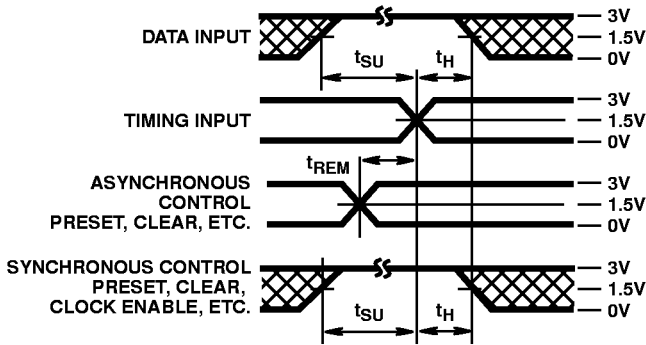 DATA INPUT
3V
1.5V
0V
tSU
tH
TIMING INPUT
3V
1.5V
0V
tREM
ASYNCHRONOUS
CONTROL
PRESET, CLEAR, ETC.
3V
1.5V
0V
SYNCHRONOUS CONTROL
PRESET, CLEAR,
CLOCK ENABLE, ETC.
3V
1.5V
0V
tSU
tH